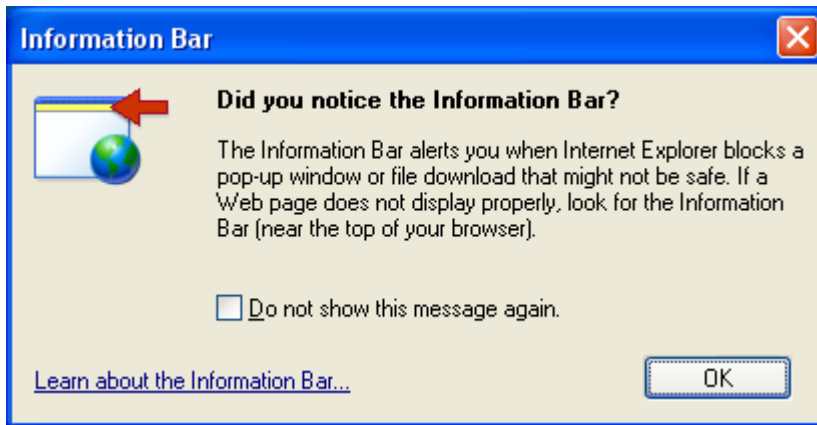 Information Bar
Did you notice the Information Bar?
The Information Bar alerts you when Internet Explorer blocks a
pop-up window or file download that might not be safe. If a
Web page does not display properly, look for the Information
Bar (near the top of your browser).
Do not show this message again.
Learn about the Information Bar...
OK